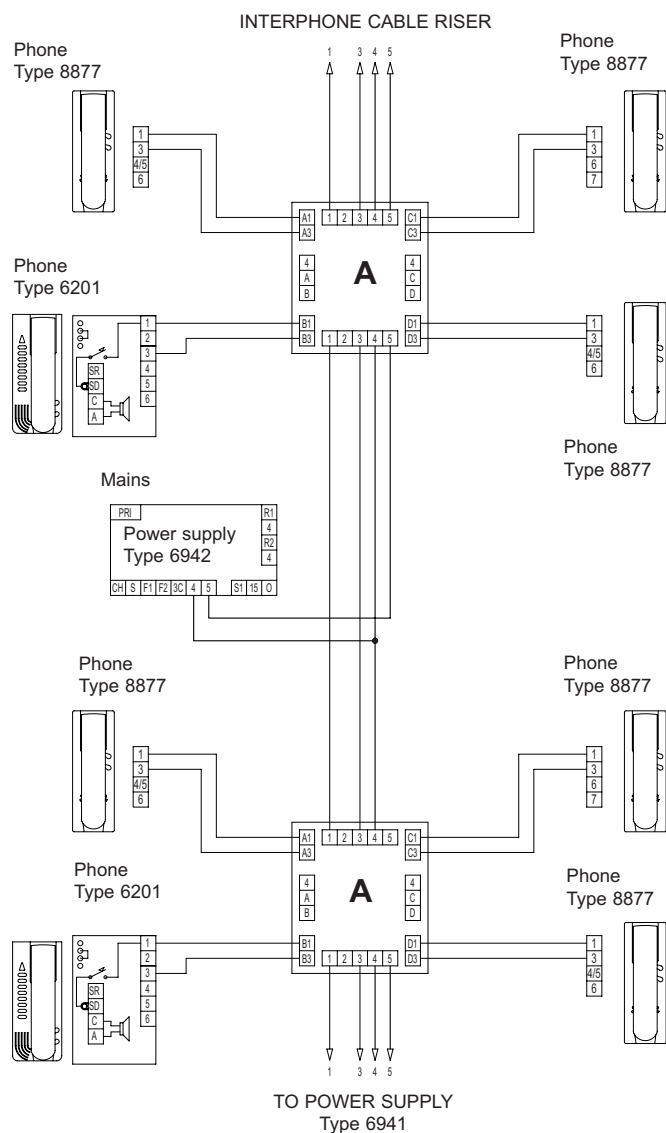 INTERPHONE CABLE RISER
1 3 4 5
Phone
Type 8877
1
3
4/5
6
Phone
Type 8877
1
3
6
7
A1
A3
1 2 3 4 5
C1
C3
4
A
B
A
4
C
D
B1
B3
1 2 3 4 5
D1
D3
Phone
Type 6201
1
2
3
4
5
6
SR
SD
C
A
1
3
4/5
6
Phone
Type 8877
Mains
PRI
Power supply
Type 6942
R1
4
R2
4
CH S F1 F2 3C 4 5 S1 15 O
Phone
Type 8877
1
3
4/5
6
Phone
Type 8877
1
3
6
7
A1
A3
1 2 3 4 5
C1
C3
4
A
B
A
4
C
D
B1
B3
1 2 3 4 5
D1
D3
Phone
Type 6201
1
2
3
4
5
6
SR
SD
C
A
Phone
Type 8877
1
3
4/5
6
1 3 4 5
TO POWER SUPPLY
Type 6941